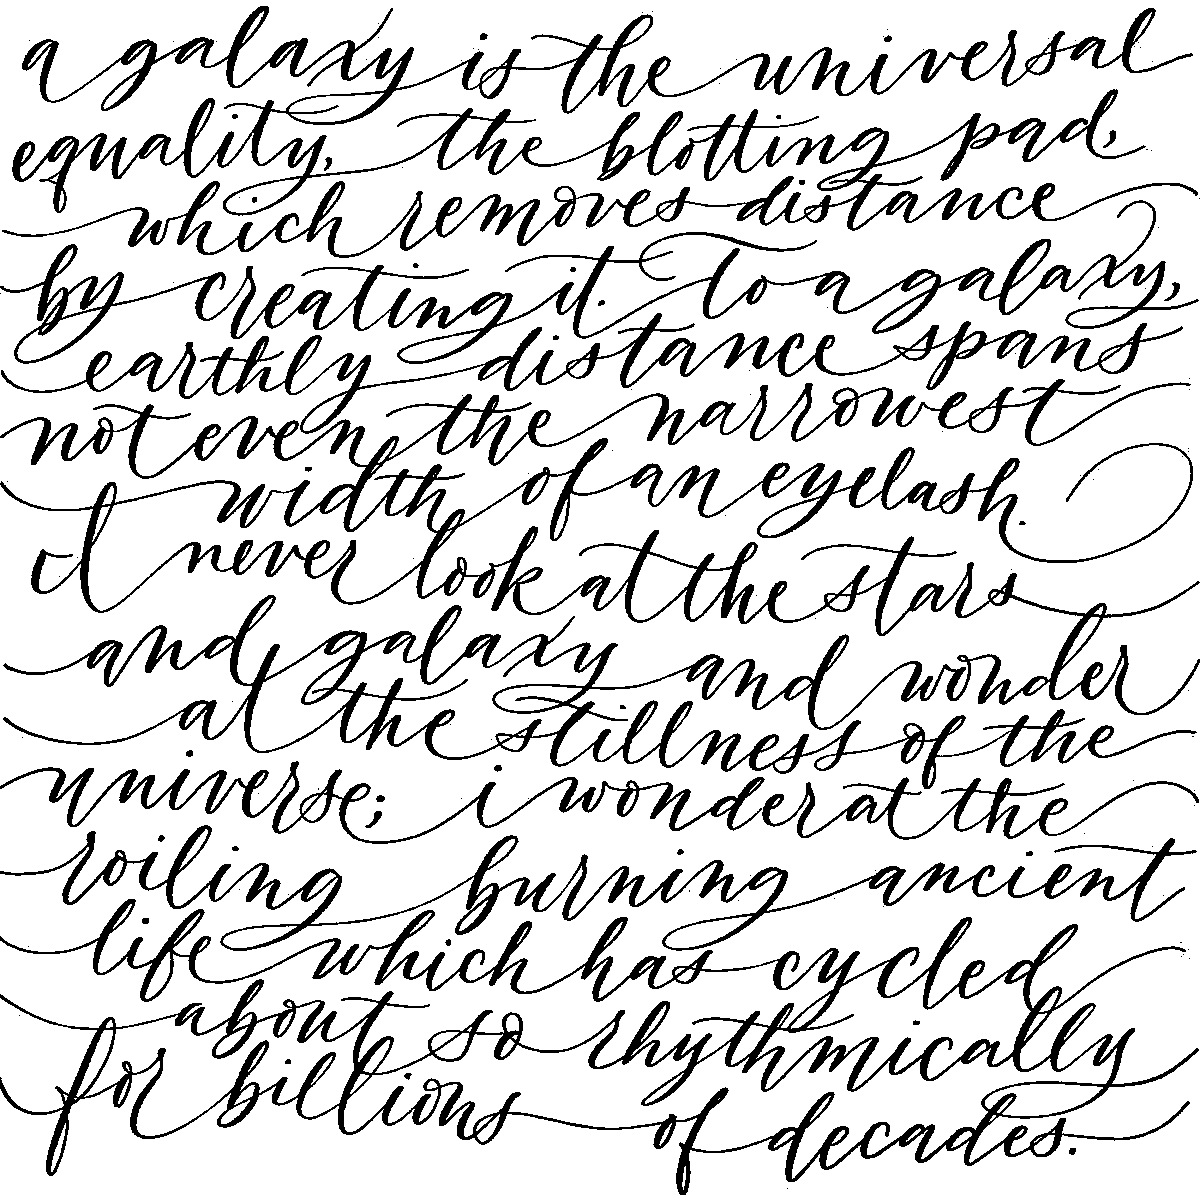 a galaxy is the universal
equality, the blotting pad,
which removes distance
by creating it. To a galaxy,
earthly distance spans
not even the narrowest
width of an eyelash.
I never look at the stars
and galaxy and wonder
at the stillness of the
universe; i wonder at the
roiling burning ancient
life which has cycled
about so rhythmically
for billions of decades.